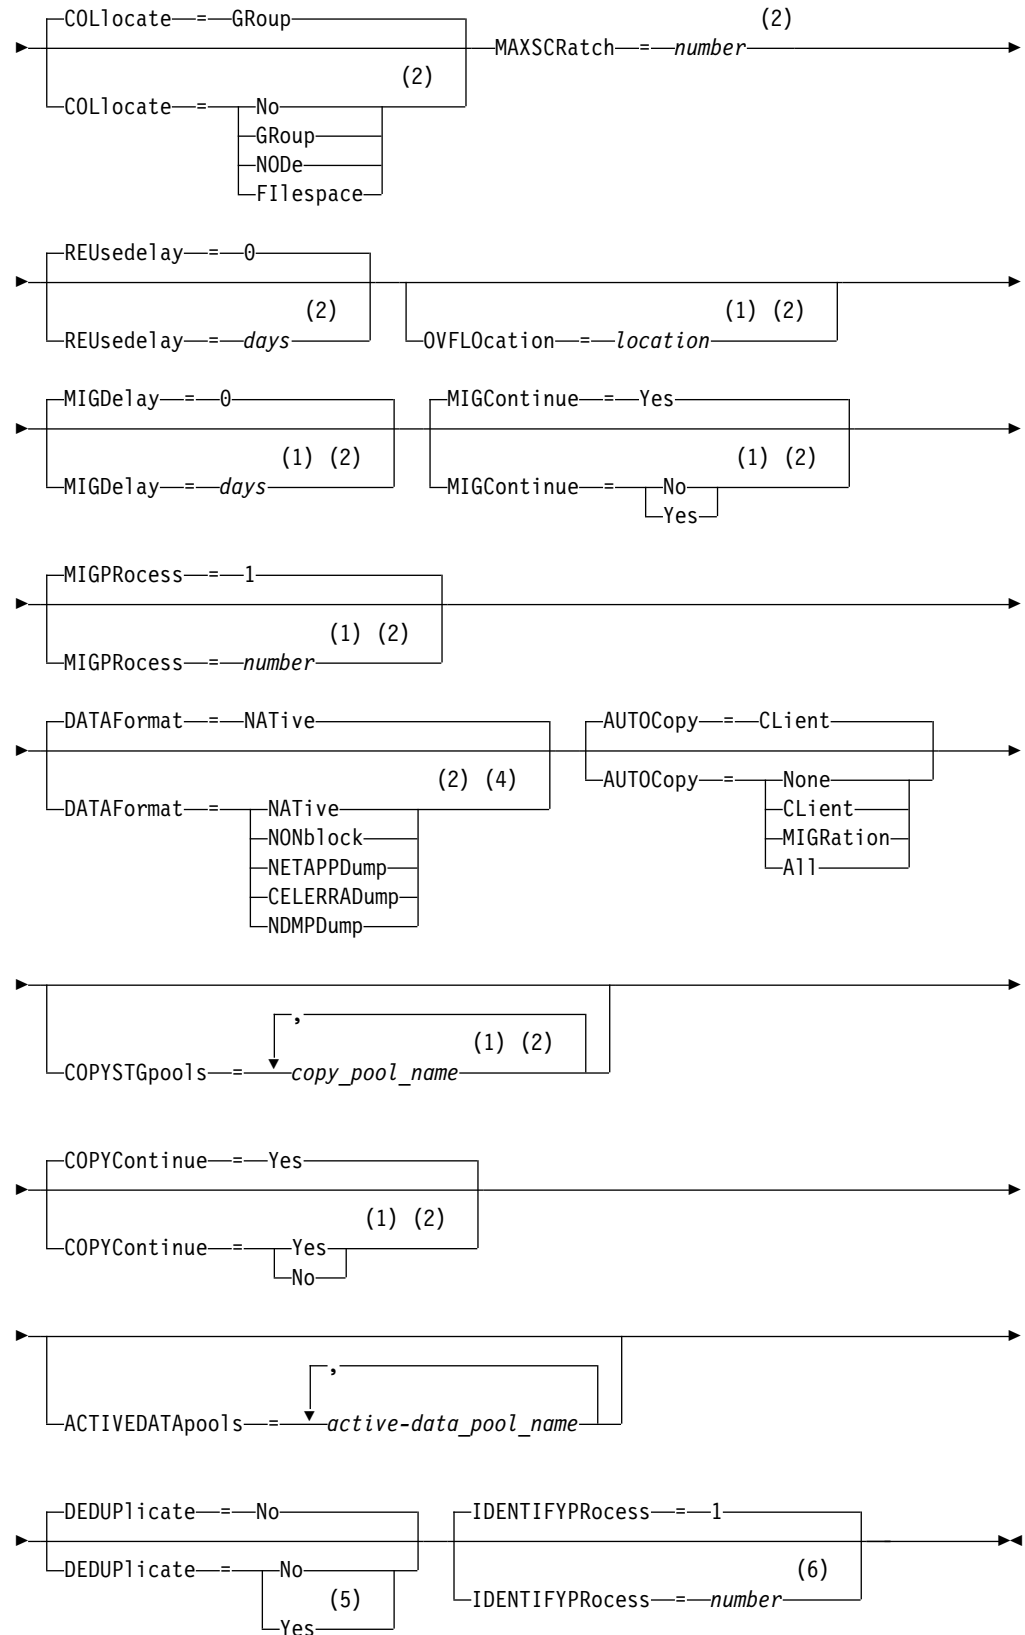 COLlocate = GRoup
(2)
MAXSCRatch = number
(2)
COLlocate = No
GRoup
NODe
FIlespace
REUsedelay = 0
(2)
REUsedelay = days
(1) (2)
OVFLOcation = location
MIGDelay = 0
MIGContinue = Yes
(1) (2)
(1) (2)
MIGDelay = days
MIGContinue = No
Yes
MIGPRocess = 1
(1) (2)
MIGPRocess = number
DATAFormat = NATive
AUTOCopy = CLient
(2) (4)
DATAFormat = NATive
NONblock
NETAPPDump
CELERRADump
NDMPDump
AUTOCopy = None
CLient
MIGRation
All
,
(1) (2)
COPYSTGpools = copy_pool_name
COPYContinue = Yes
(1) (2)
COPYContinue = Yes
No
,
ACTIVEDATApools = active-data_pool_name
DEDUPlicate = No
IDENTIFYPRocess = 1
DEDUPlicate = No
(5)
Yes
(6)
IDENTIFYPRocess = number